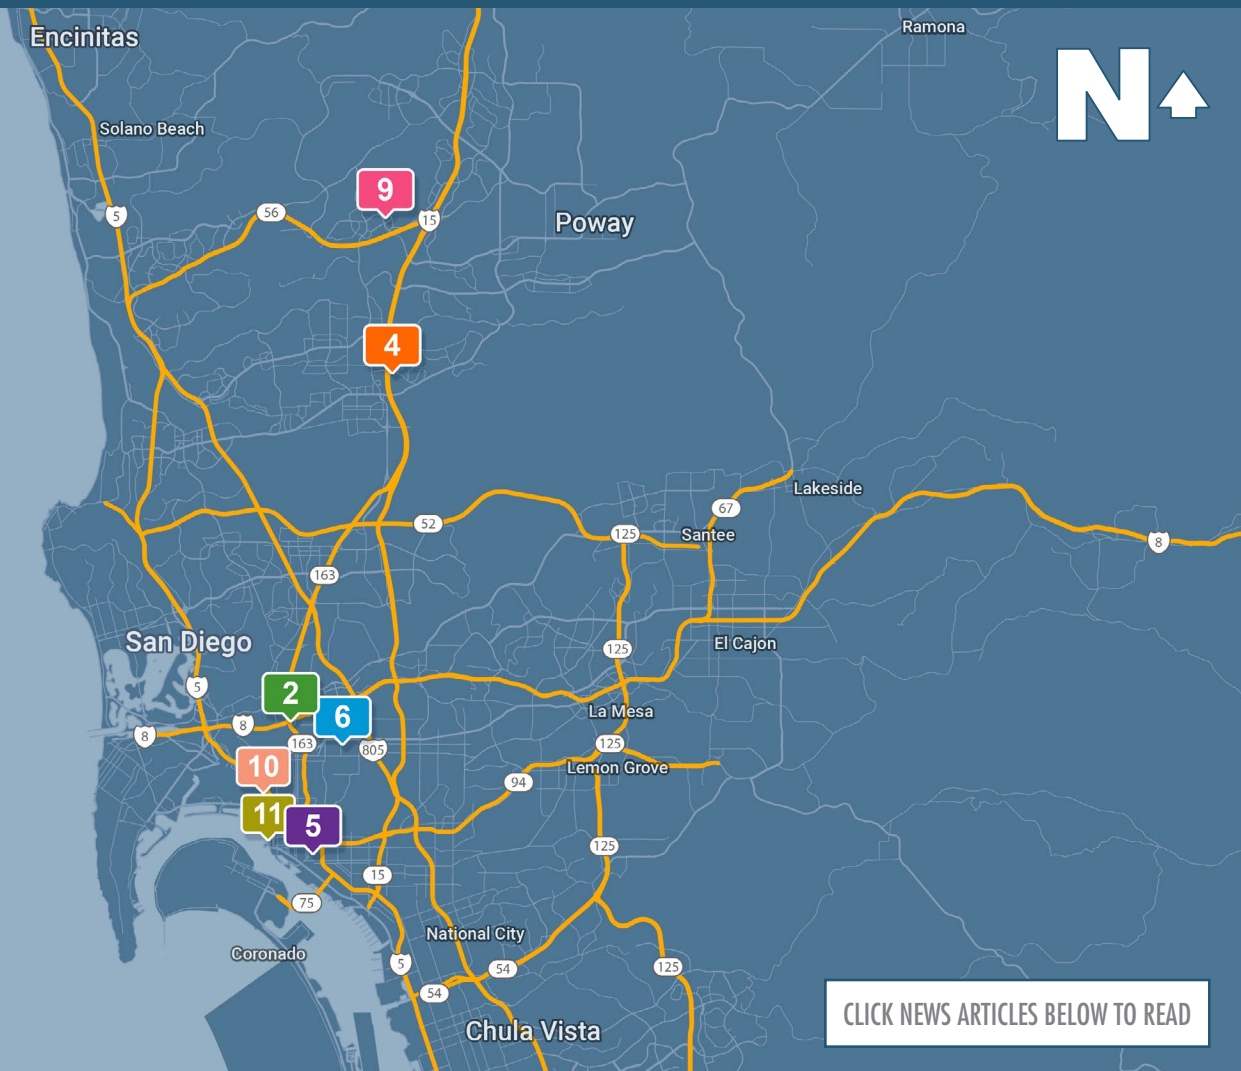 Encinitas
Ramona
N
Solano Beach
9
5
56
15
Poway
4
Lakeside
67
52
125
Santee
8
163
San Diego
125
El Cajon
5
2
6
La Mesa
8
8
163
805
125
10
Lemon Grove
94
11
5
125
15
75
National City
Coronado
5
54
125
54
CLICK NEWS ARTICLES BELOW TO READ
Chula Vista